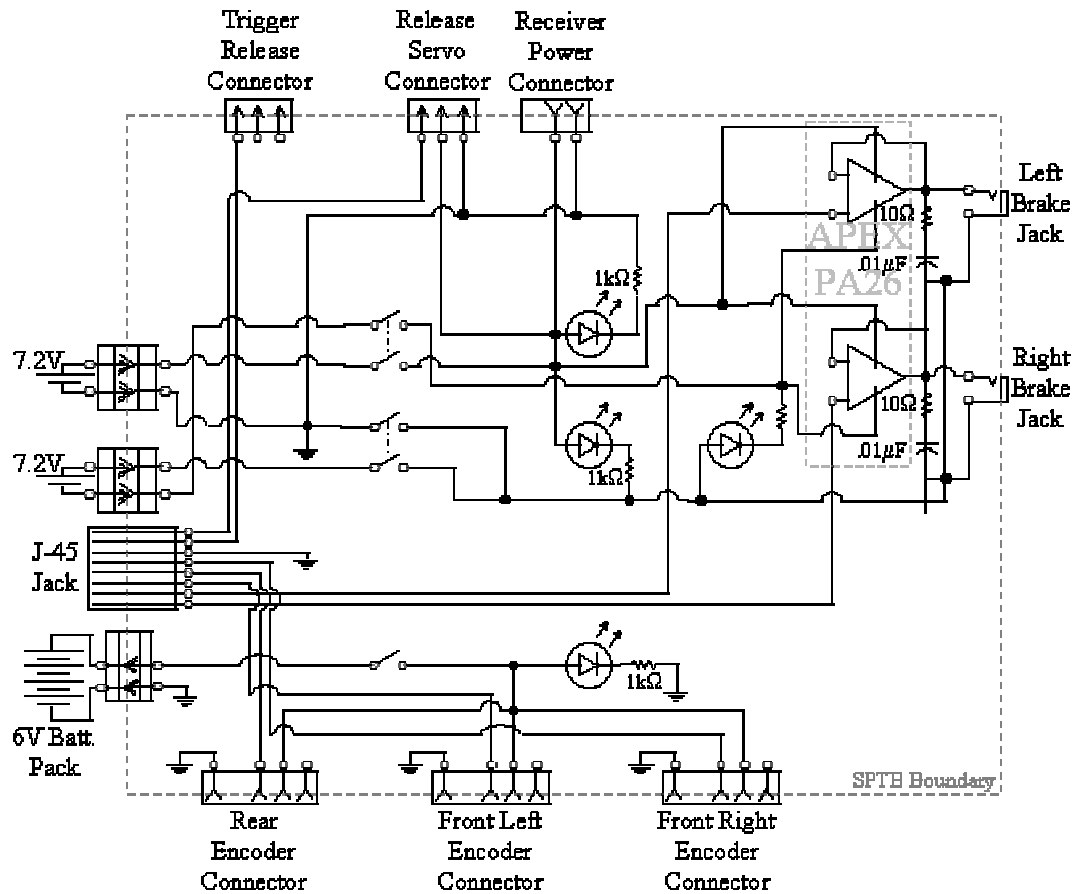 Trigger
Release
Connector
Release
Servo
Connector
Receiver
Power
Connector
Left
Brake
Jack
10Ω
APEX
PA26
.01µF
1kΩ
7.2V
Right
Brake
Jack
10Ω
.01µF
1kΩ
7.2V
J-45
Jack
1kΩ
6V Batt.
Pack
SPTB Boundary
Rear
Encoder
Connector
Front Left
Encoder
Connector
Front Right
Encoder
Connector